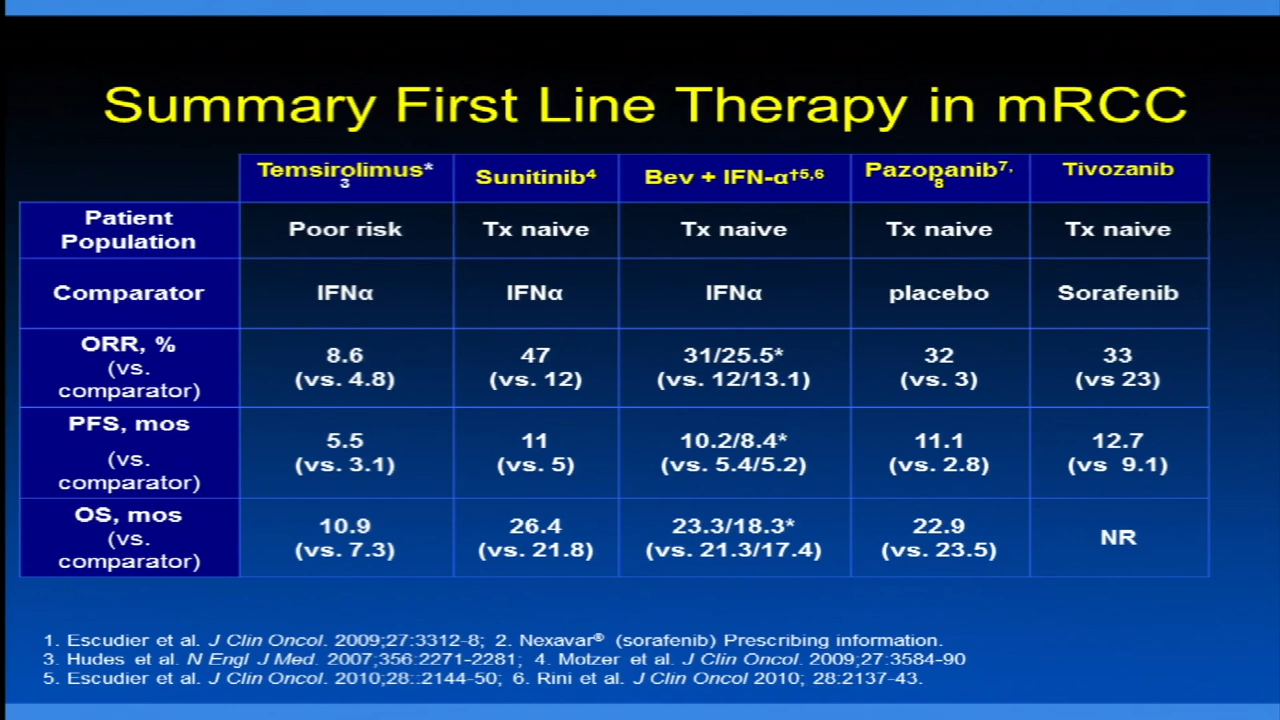 Summary First Line Therapy in mRCC
Temsirolimus*
3
Sunitinib4
Bev + IFN-α†5,6
Pazopanib7,
8
Tivozanib
Patient
Population
Poor risk
Tx naive
Tx naive
Tx naive
Tx naive
Comparator
IFNα
IFNα
IFNα
placebo
Sorafenib
ORR, %
(vs.
comparator)
8.6
(vs. 4.8)
47
(vs. 12)
31/25.5*
(vs. 12/13.1)
32
(vs. 3)
33
(vs 23)
PFS, mos
(vs.
comparator)
5.5
(vs. 3.1)
11
(vs. 5)
10.2/8.4*
(vs. 5.4/5.2)
11.1
(vs. 2.8)
12.7
(vs 9.1)
OS, mos
(vs.
comparator)
10.9
(vs. 7.3)
26.4
(vs. 21.8)
23.3/18.3*
(vs. 21.3/17.4)
22.9
(vs. 23.5)
NR
1. Escudier et al. J Clin Oncol. 2009;27:3312-8; 2. Nexavar® (sorafenib) Prescribing information.
3. Hudes et al. N Engl J Med. 2007;356:2271-2281; 4. Motzer et al. J Clin Oncol. 2009;27:3584-90
5. Escudier et al. J Clin Oncol. 2010;28::2144-50; 6. Rini et al. J Clin Oncol 2010; 28:2137-43.